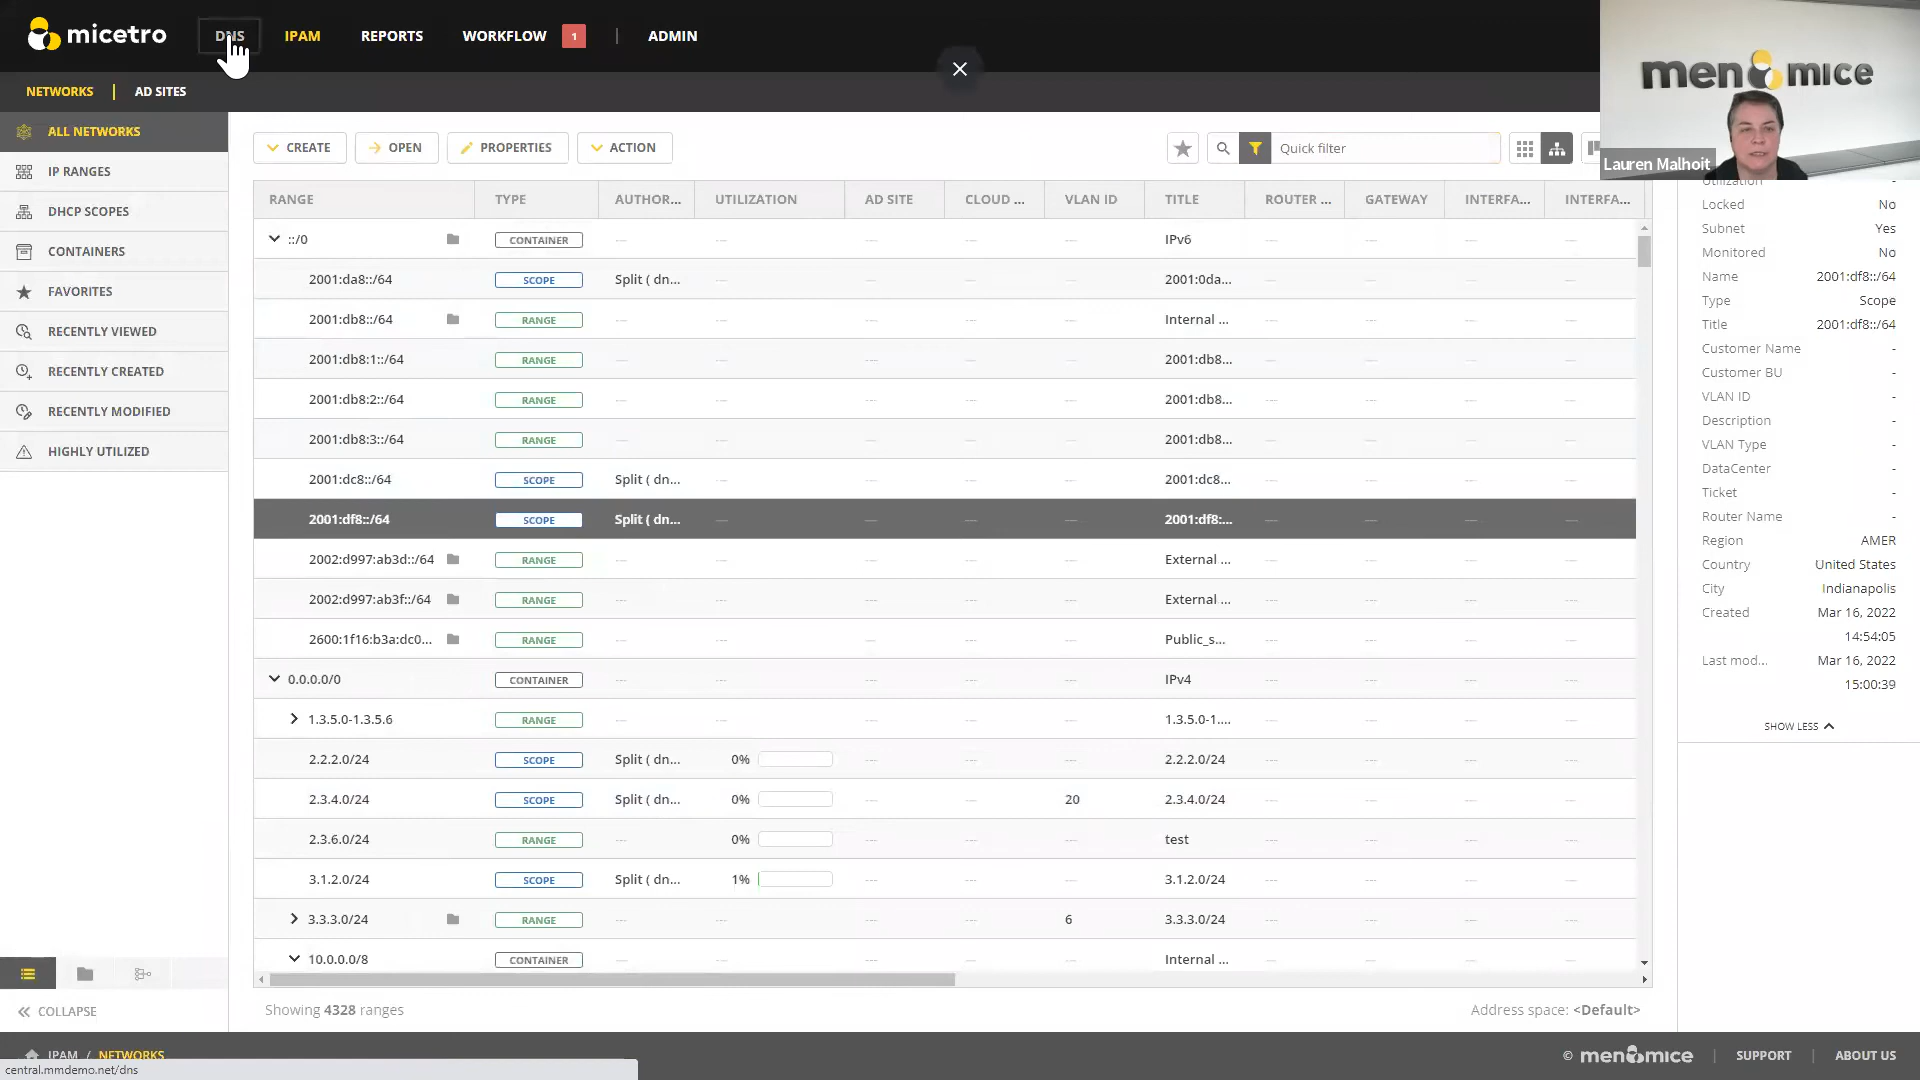 micetro
DNS
IPAM
REPORTS
WORKFLOW
1
ADMIN
men&mice
Lauren Malhoit
NETWORKS
AD SITES
ALL NETWORKS
IP RANGES
DHCP SCOPES
CONTAINERS
FAVORITES
RECENTLY VIEWED
RECENTLY CREATED
RECENTLY MODIFIED
HIGHLY UTILIZED
COLLAPSE
CREATE
OPEN
PROPERTIES
ACTION
Quick filter
RANGE TYPE AUTHOR... UTILIZATION AD SITE CLOUD ... VLAN ID TITLE ROUTER ... GATEWAY INTERFA... INTERFA...
::/0 CONTAINER IPv6
2001:da8::/64 SCOPE Split ( dn... 2001:0da...
2001:db8::/64 RANGE Internal ...
2001:db8:1::/64 RANGE 2001:db8...
2001:db8:2::/64 RANGE 2001:db8...
2001:db8:3::/64 RANGE 2001:db8...
2001:dc8::/64 SCOPE Split ( dn... 2001:dc8...
2001:df8::/64 SCOPE Split ( dn... 2001:df8:...
2002:d997:ab3d::/64 RANGE External ...
2002:d997:ab3f::/64 RANGE External ...
2600:1f16:b3a:dc0... RANGE Public_s...
0.0.0.0/0 CONTAINER IPv4
1.3.5.0-1.3.5.6 RANGE 1.3.5.0-1....
2.2.2.0/24 SCOPE Split ( dn... 0% 2.2.2.0/24
2.3.4.0/24 SCOPE Split ( dn... 0% 20 2.3.4.0/24
2.3.6.0/24 RANGE 0% test
3.1.2.0/24 SCOPE Split ( dn... 1% 3.1.2.0/24
3.3.3.0/24 RANGE 6 3.3.3.0/24
10.0.0.0/8 CONTAINER Internal ...
Showing 4328 ranges
Address space: <Default>
Utilization -
Locked No
Subnet Yes
Monitored No
Name 2001:df8::/64
Type Scope
Title 2001:df8::/64
Customer Name -
Customer BU -
VLAN ID -
Description -
VLAN Type -
DataCenter -
Ticket -
Router Name -
Region AMER
Country United States
City Indianapolis
Created Mar 16, 2022
14:54:05
Last mod... Mar 16, 2022
15:00:39
SHOW LESS
IPAM / NETWORKS
central.mmdemo.net/dns
© men&mice
SUPPORT
ABOUT US